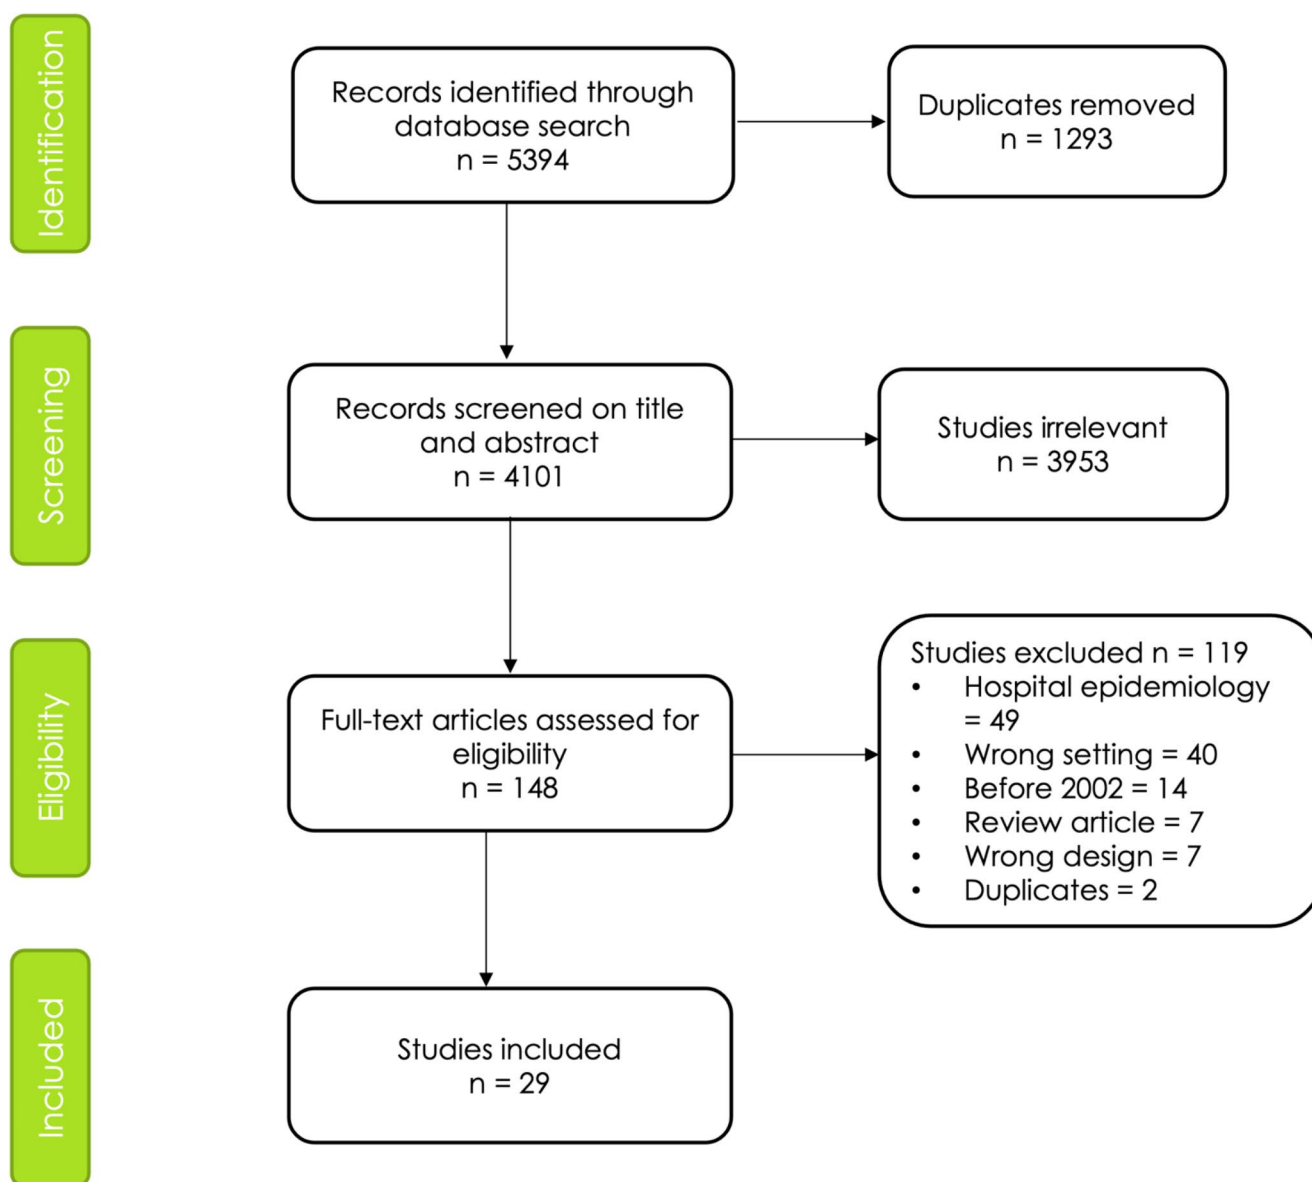 Identification
Records identified through
database search
n = 5394
Duplicates removed
n = 1293
Screening
Records screened on title
and abstract
n = 4101
Studies irrelevant
n = 3953
Eligibility
Full-text articles assessed for
eligibility
n = 148
Studies excluded n = 119
• Hospital epidemiology
= 49
• Wrong setting = 40
• Before 2002 = 14
• Review article = 7
• Wrong design = 7
• Duplicates = 2
Included
Studies included
n = 29